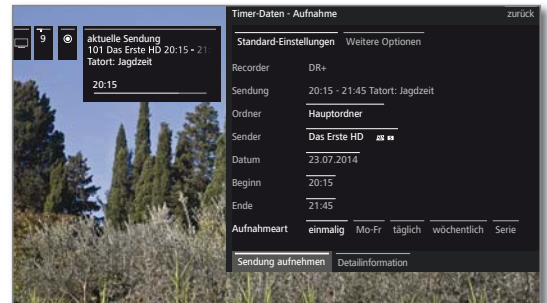 Timer-Daten - Aufnahme
zurück
9
aktuelle Sendung
101 Das Erste HD 20:15 - 21:
Tatort: Jagdzeit
20:15
Standard-Einstellungen Weitere Optionen
Recorder DR+
Sendung 20:15 - 21:45 Tatort: Jagdzeit
Ordner Hauptordner
Sender Das Erste HD
Datum 23.07.2014
Beginn 20:15
Ende 21:45
Aufnahmeart einmalig Mo-Fr täglich wöchentlich Serie
Sendung aufnehmen Detailinformation